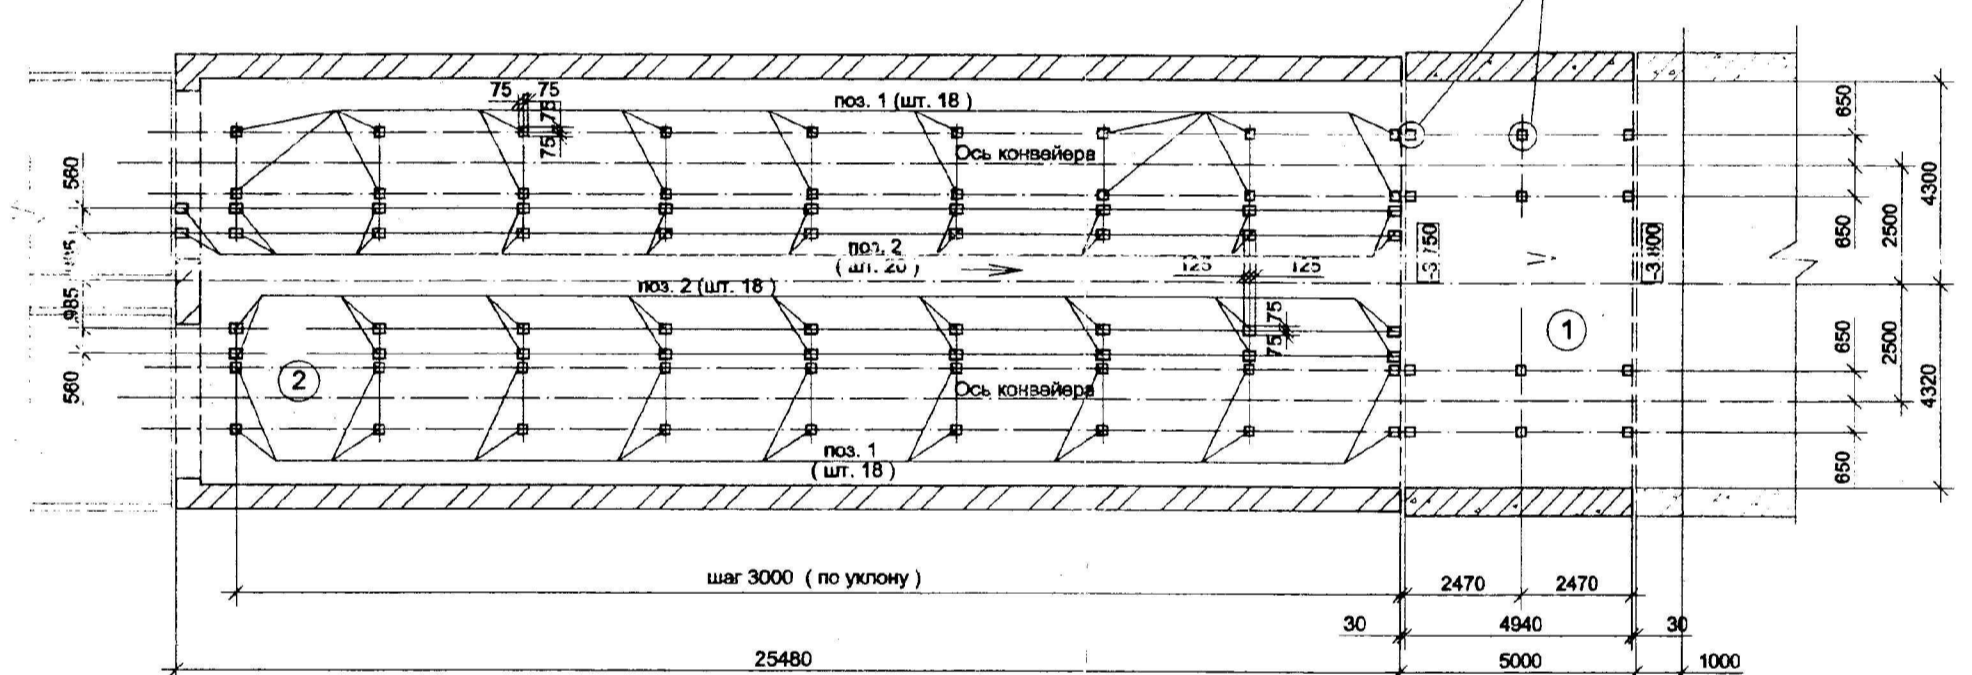 75 75
75
75
поз. 1 (шт. 18)
650
Ось конвейера
560
4300
2500
650
-3.750
-3.800
поз. 2
( шт. 20 )
125 125
поз. 2 (шт. 18)
985
75
75
1
650
2500
2
4320
560
Ось конвейера
поз. 1
( шт. 18 )
650
шаг 3000 ( по уклону )
2470 2470
30 4940 30
25480 5000 1000